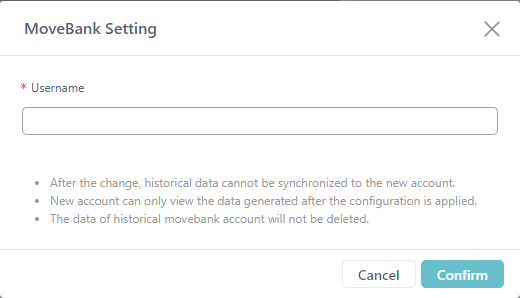 MoveBank Setting
* Username
• After the change, historical data cannot be synchronized to the new account.
• New account can only view the data generated after the configuration is applied.
• The data of historical movebank account will not be deleted.
Cancel Confirm